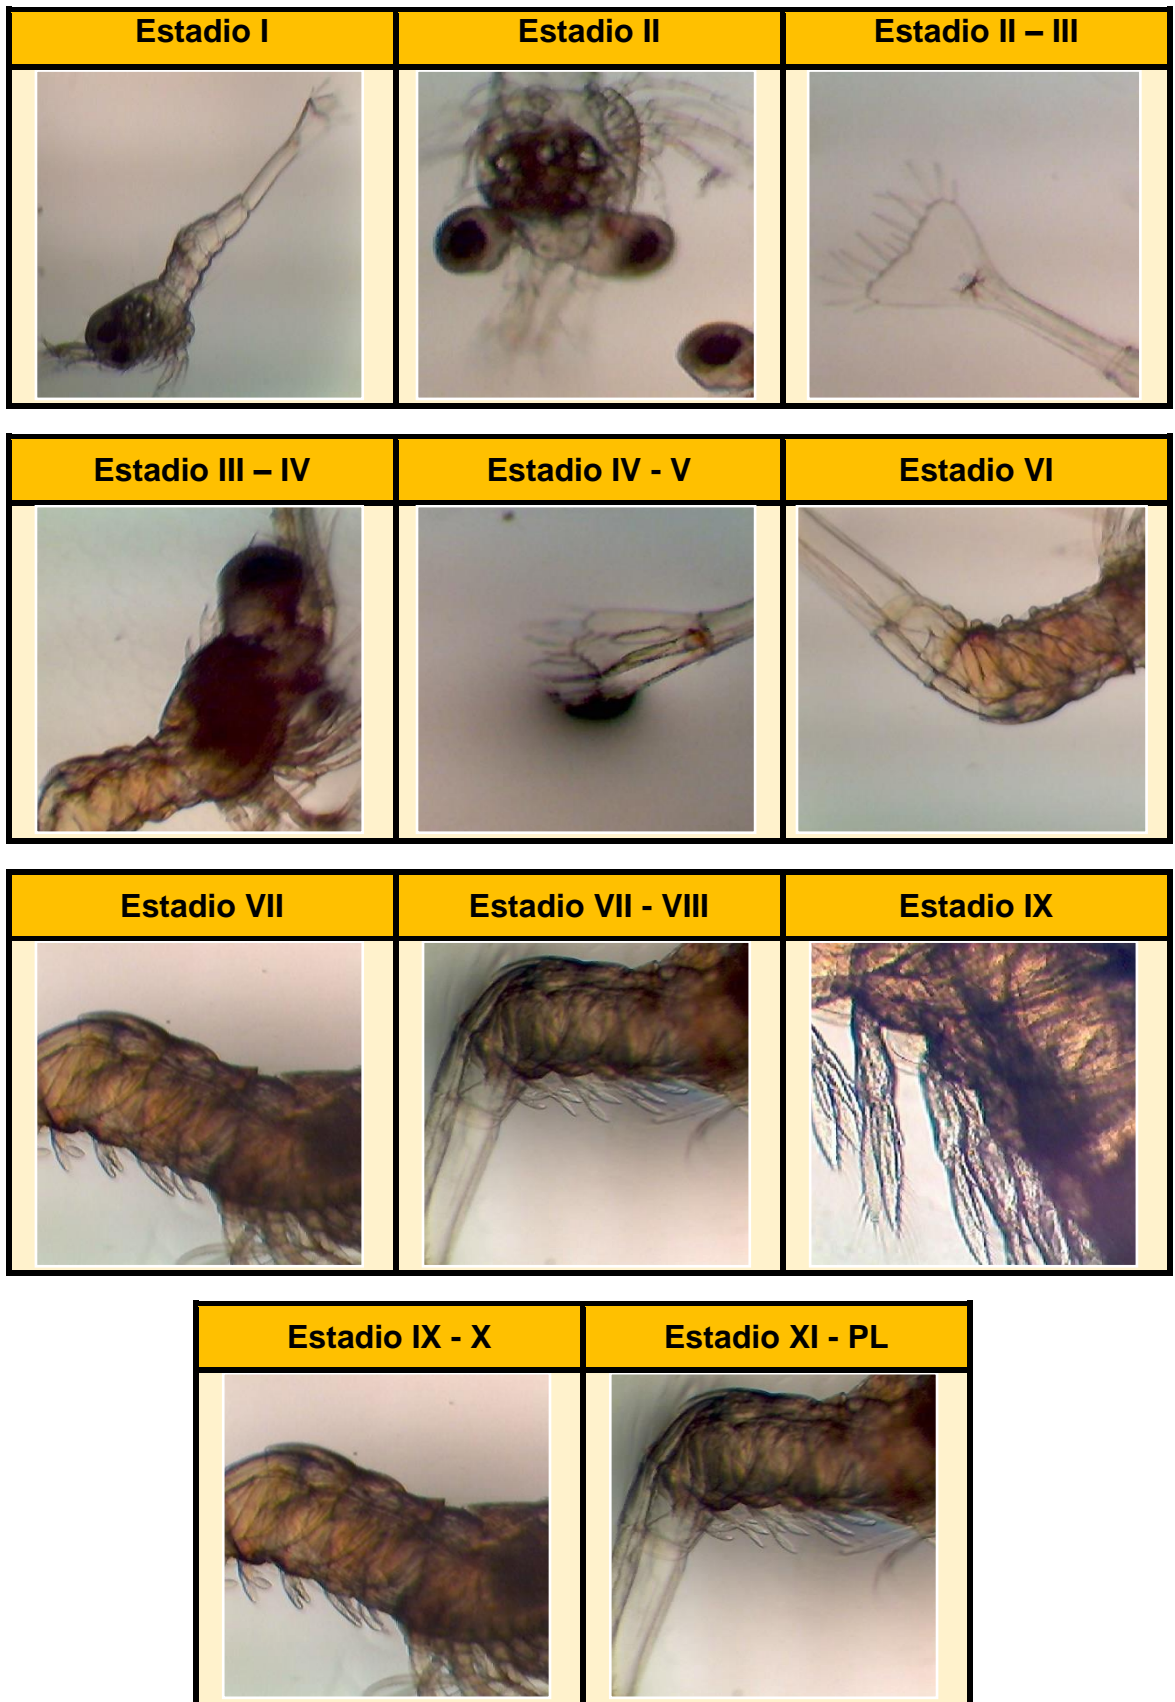 Estadio I
Estadio II
Estadio II – III
Estadio III – IV
Estadio IV - V
Estadio VI
Estadio VII
Estadio VII - VIII
Estadio IX
Estadio IX - X
Estadio XI - PL